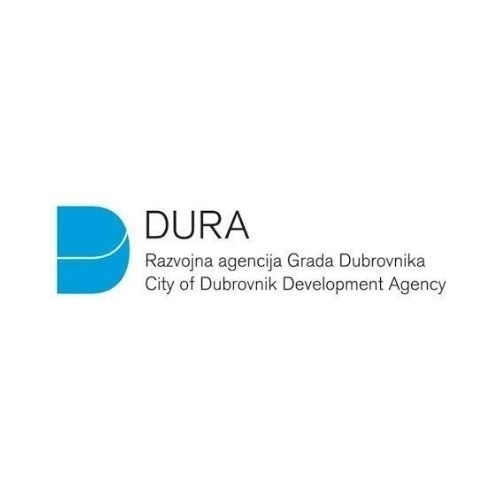 DURA
Razvojna agencija Grada Dubrovnika
City of Dubrovnik Development Agency